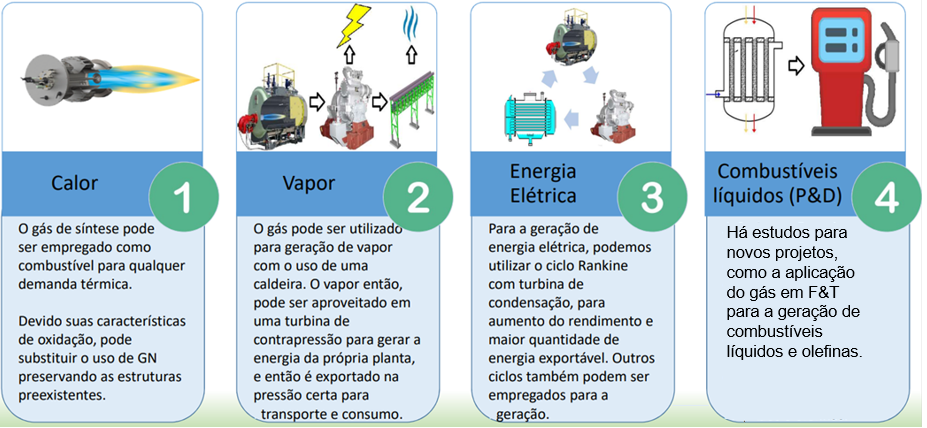 Calor
1
O gás de síntese pode
ser empregado como
combustível para qualquer
demanda térmica.
Devido suas características
de oxidação, pode
substituir o uso de GN
preservando as estruturas
preexistentes.
Vapor
2
O gás pode ser utilizado
para geração de vapor
com o uso de uma
caldeira. O vapor então,
pode ser aproveitado em
uma turbina de
contrapressão para gerar a
energia da própria planta,
e então é exportado na
pressão certa para
transporte e consumo.
Energia
Elétrica
3
Para a geração de
energia elétrica, podemos
utilizar o ciclo Rankine
com turbina de
condensação, para
aumento do rendimento e
maior quantidade de
energia exportável. Outros
ciclos também podem ser
empregados para a
geração.
Combustíveis
líquidos (P&D)
4
Há estudos para
novos projetos,
como a aplicação
do gás em F&T
para a geração de
combustíveis
líquidos e olefinas.